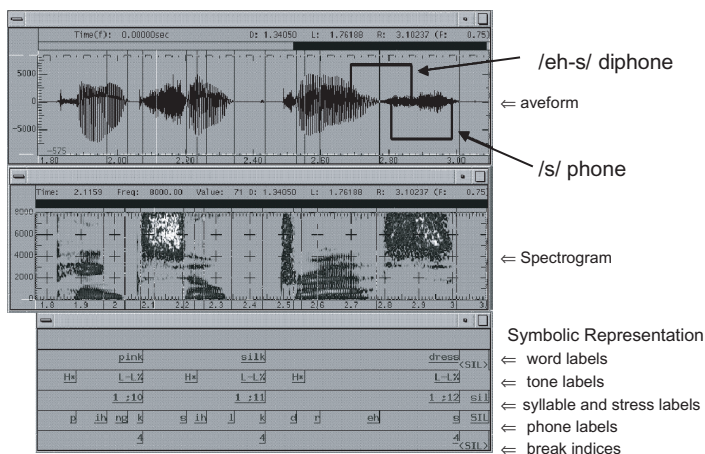 Time(f): 0.00000sec D: 1.34050 L: 1.76188 R: 3.10237 (F: 0.75)
/eh-s/ diphone
5000
0
⇐ aveform
-5000
-575
1.80 2.00 2.20 2.40 2.60 2.80 3.00
/s/ phone
Time: 2.1159 Freq: 8000.00 Value: 71 D: 1.34050 L: 1.76188 R: 3.10237 (F: 0.75)
8000
6000
4000
⇐ Spectrogram
2000
0
1.8 1.9 2 2.1 2.2 2.3 2.4 2.5 2.6 2.7 2.8 2.9 3 3.
Symbolic Representation
pink silk dress <SIL>
⇐ word labels
H* L-L% H* L-L% H* L-L%
⇐ tone labels
1 ;10 1 ;11 1 ;12 sil
⇐ syllable and stress labels
p ih ng k s ih l k d r eh s SIL
⇐ phone labels
4 4 4 <SIL>
⇐ break indices